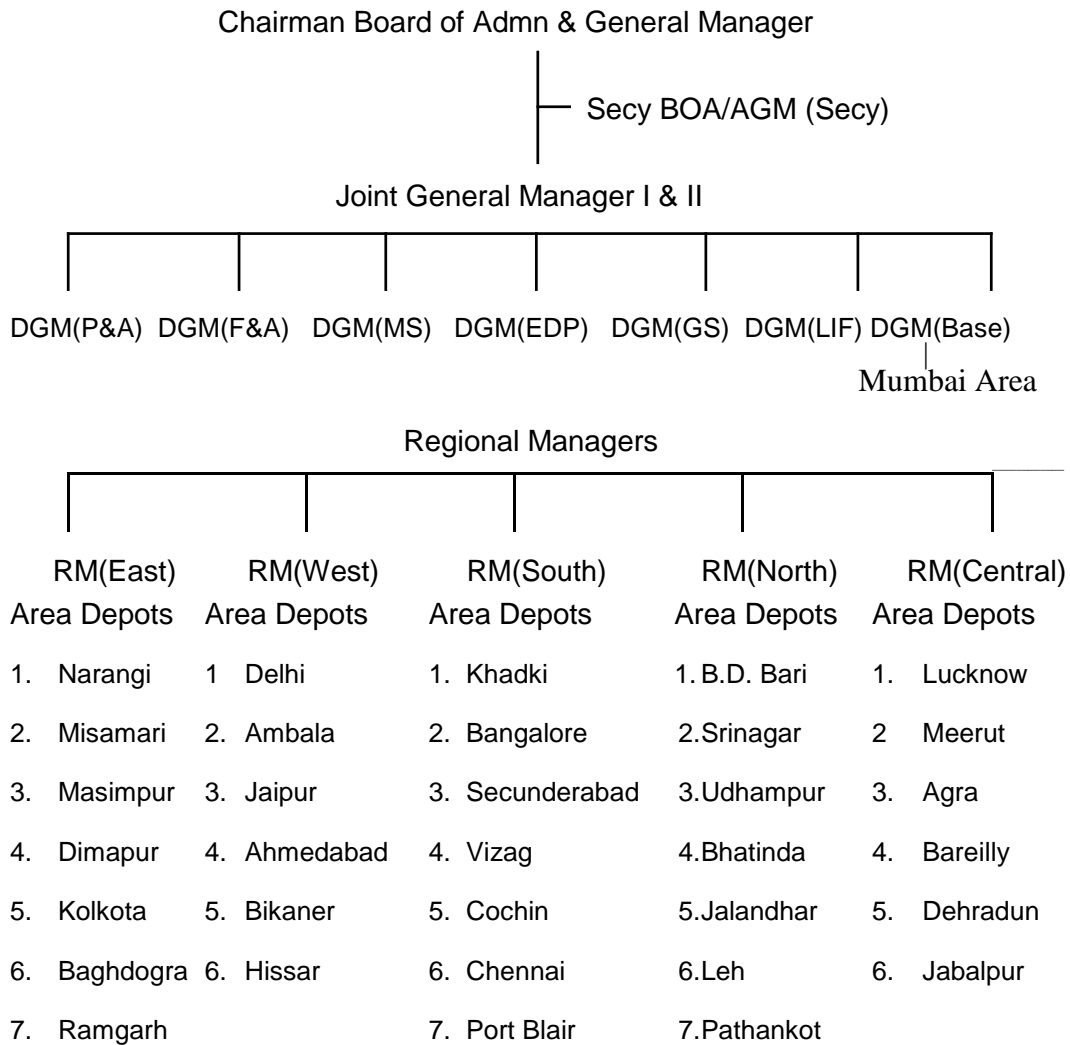 Chairman Board of Admn & General Manager
Secy BOA/AGM (Secy)
Joint General Manager I & II
DGM(P&A) DGM(F&A) DGM(MS) DGM(EDP) DGM(GS) DGM(LIF) DGM(Base)
Mumbai Area
Regional Managers
RM(East) RM(West) RM(South) RM(North) RM(Central)
Area Depots Area Depots Area Depots Area Depots Area Depots
1. Narangi 1 Delhi 1. Khadki 1. B.D. Bari 1. Lucknow
2. Misamari 2. Ambala 2. Bangalore 2.Srinagar 2 Meerut
3. Masimpur 3. Jaipur 3. Secunderabad 3.Udhampur 3. Agra
4. Dimapur 4. Ahmedabad 4. Vizag 4.Bhatinda 4. Bareilly
5. Kolkota 5. Bikaner 5. Cochin 5.Jalandhar 5. Dehradun
6. Baghdogra 6. Hissar 6. Chennai 6.Leh 6. Jabalpur
7. Ramgarh 7. Port Blair 7.Pathankot